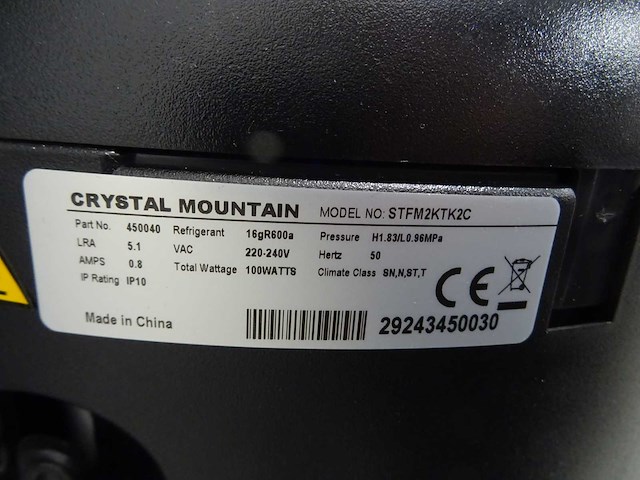 CRYSTAL MOUNTAIN MODEL NO: STFM2KTK2C
Part No. 450040 Refrigerant 16gR600a Pressure H1.83/L0.96MPa
LRA 5.1 VAC 220-240V Hertz 50
AMPS 0.8 Total Wattage 100WATTS Climate Class SN,N,ST,T
IP Rating IP10
CE
Made in China
29243450030